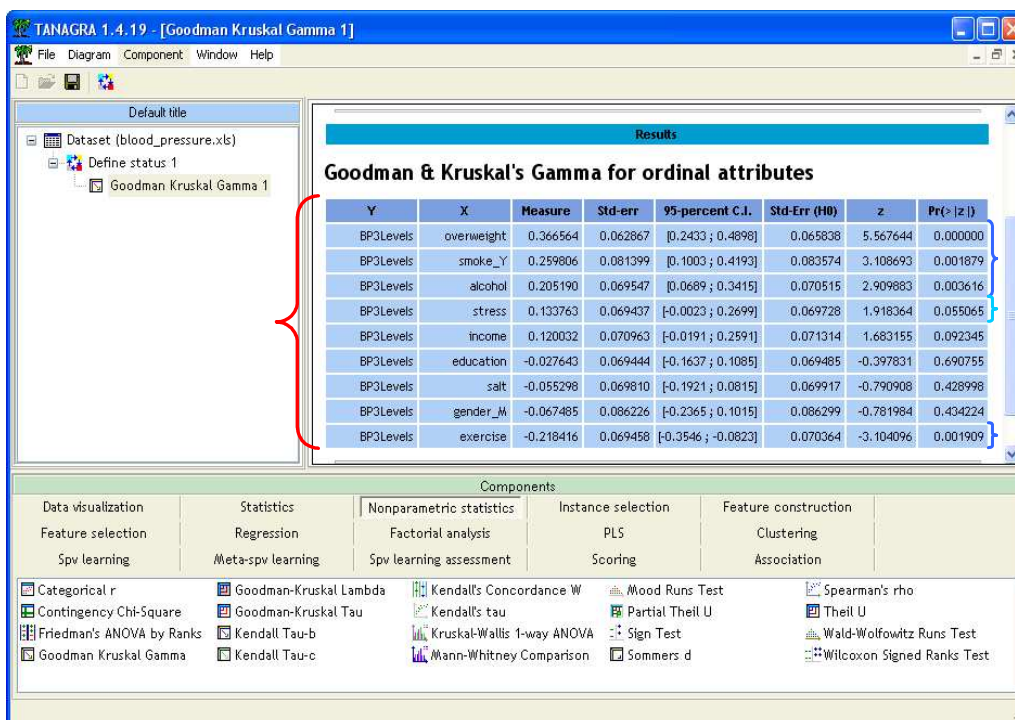 TANAGRA 1.4.19 - [Goodman Kruskal Gamma 1]
File Diagram Component Window Help
Default title
Dataset (blood_pressure.xls)
Define status 1
Goodman Kruskal Gamma 1
Results
Goodman & Kruskal's Gamma for ordinal attributes
Y X Measure Std-err 95-percent C.I. Std-Err (H0) z Pr(>|z|)
BP3Levels overweight 0.366564 0.062867 [0.2433 ; 0.4898] 0.065838 5.567644 0.000000
BP3Levels smoke_Y 0.259806 0.081399 [0.1003 ; 0.4193] 0.083574 3.108693 0.001879
BP3Levels alcohol 0.205190 0.069547 [0.0689 ; 0.3415] 0.070515 2.909883 0.003616
BP3Levels stress 0.133763 0.069437 [-0.0023 ; 0.2699] 0.069728 1.918364 0.055065
BP3Levels income 0.120032 0.070963 [-0.0191 ; 0.2591] 0.071314 1.683155 0.092345
BP3Levels education -0.027643 0.069444 [-0.1637 ; 0.1085] 0.069485 -0.397831 0.690755
BP3Levels salt -0.055298 0.069810 [-0.1921 ; 0.0815] 0.069917 -0.790908 0.428998
BP3Levels gender_M -0.067485 0.086226 [-0.2365 ; 0.1015] 0.086299 -0.781984 0.434224
BP3Levels exercise -0.218416 0.069458 [-0.3546 ; -0.0823] 0.070364 -3.104096 0.001909
Components
Data visualization Statistics Nonparametric statistics Instance selection Feature construction
Feature selection Regression Factorial analysis PLS Clustering
Spv learning Meta-spv learning Spv learning assessment Scoring Association
Categorical r Goodman-Kruskal Lambda Kendall's Concordance W Mood Runs Test Spearman's rho
Contingency Chi-Square Goodman-Kruskal Tau Kendall's tau Partial Theil U Theil U
Friedman's ANOVA by Ranks Kendall Tau-b Kruskal-Wallis 1-way ANOVA Sign Test Wald-Wolfowitz Runs Test
Goodman Kruskal Gamma Kendall Tau-c Mann-Whitney Comparison Sommers d Wilcoxon Signed Ranks Test